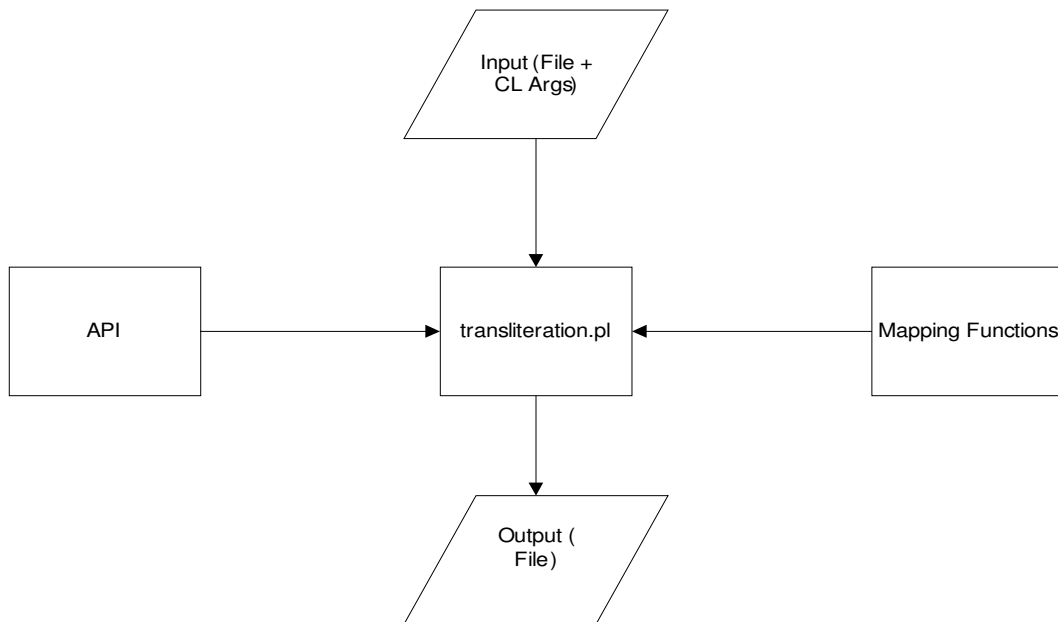 Input (File +
CL Args)
API
transliteration.pl
Mapping Functions
Output (
File)